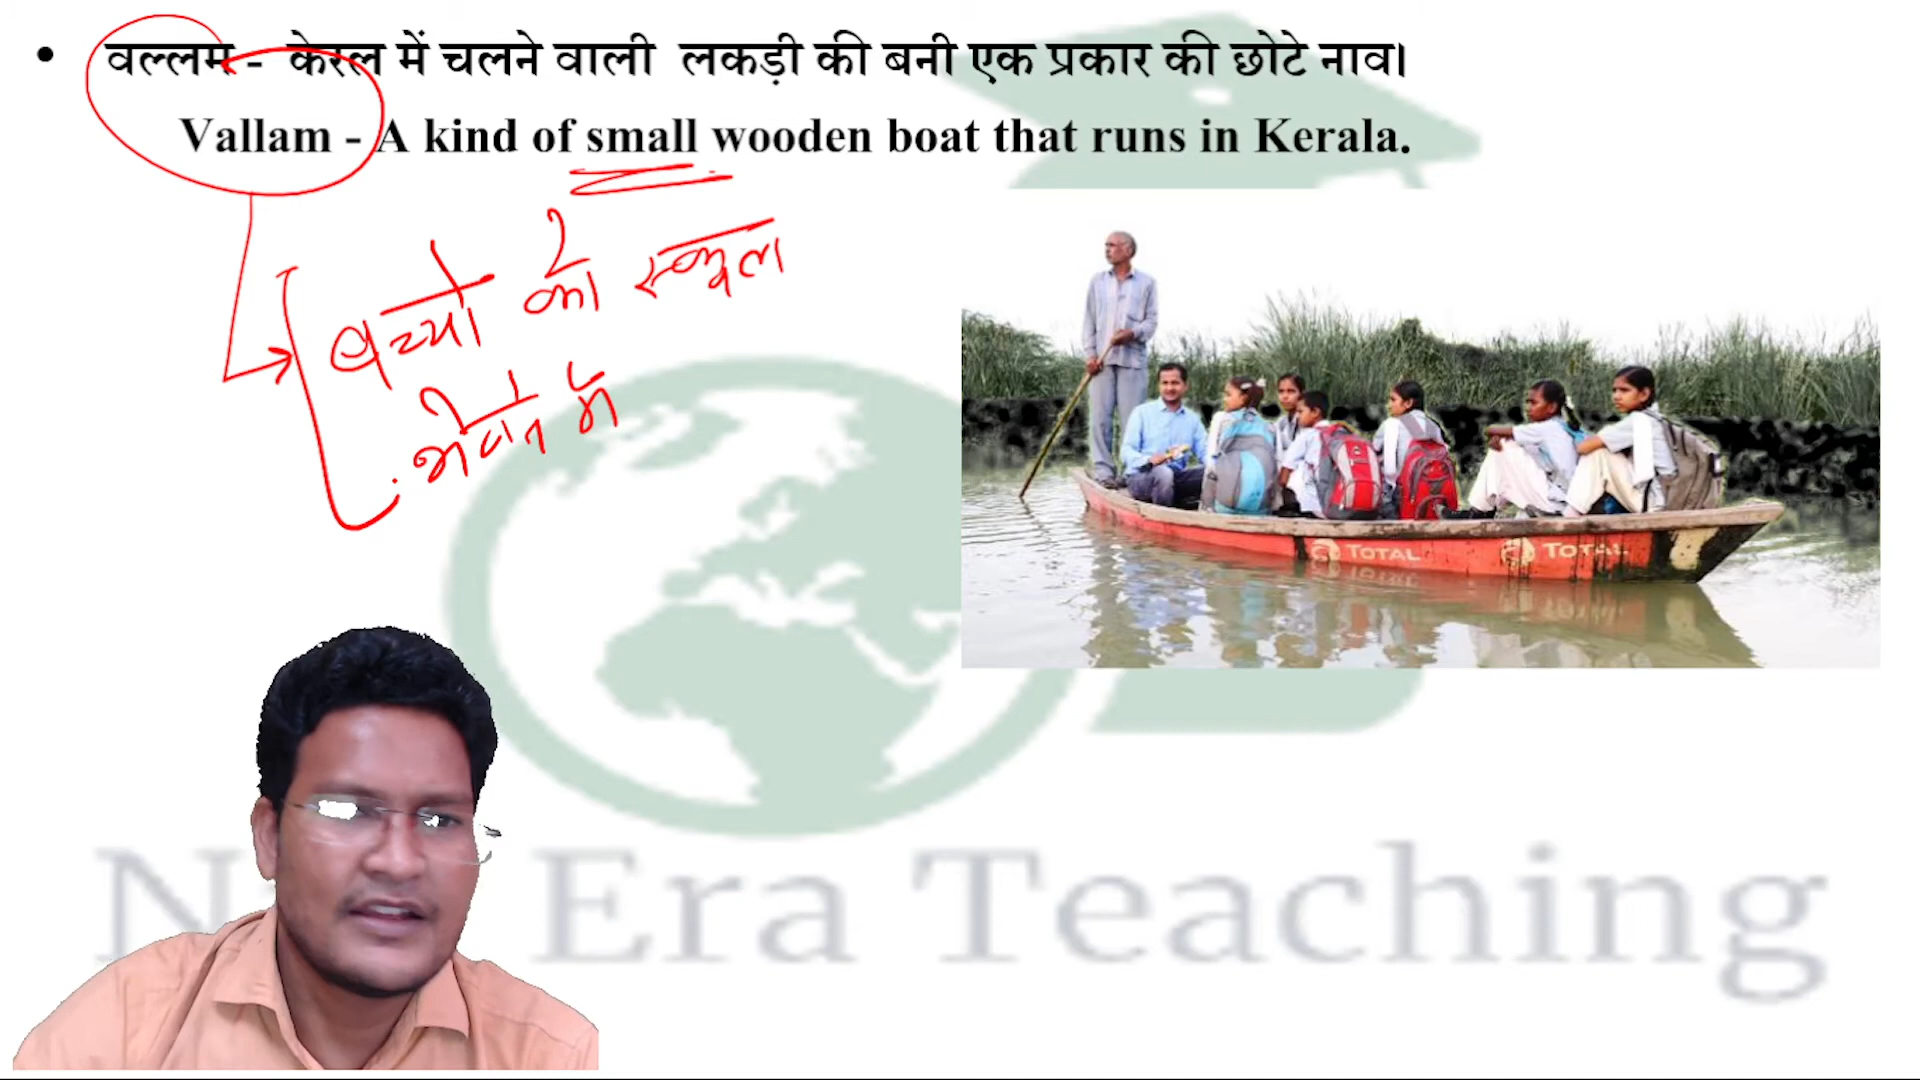 • वल्लम - केरल में चलने वाली लकड़ी की बनी एक प्रकार की छोटे नाव।
Vallam - A kind of small wooden boat that runs in Kerala.
बच्चो को स्कूल
TOTAL TOTAL
Era Teaching